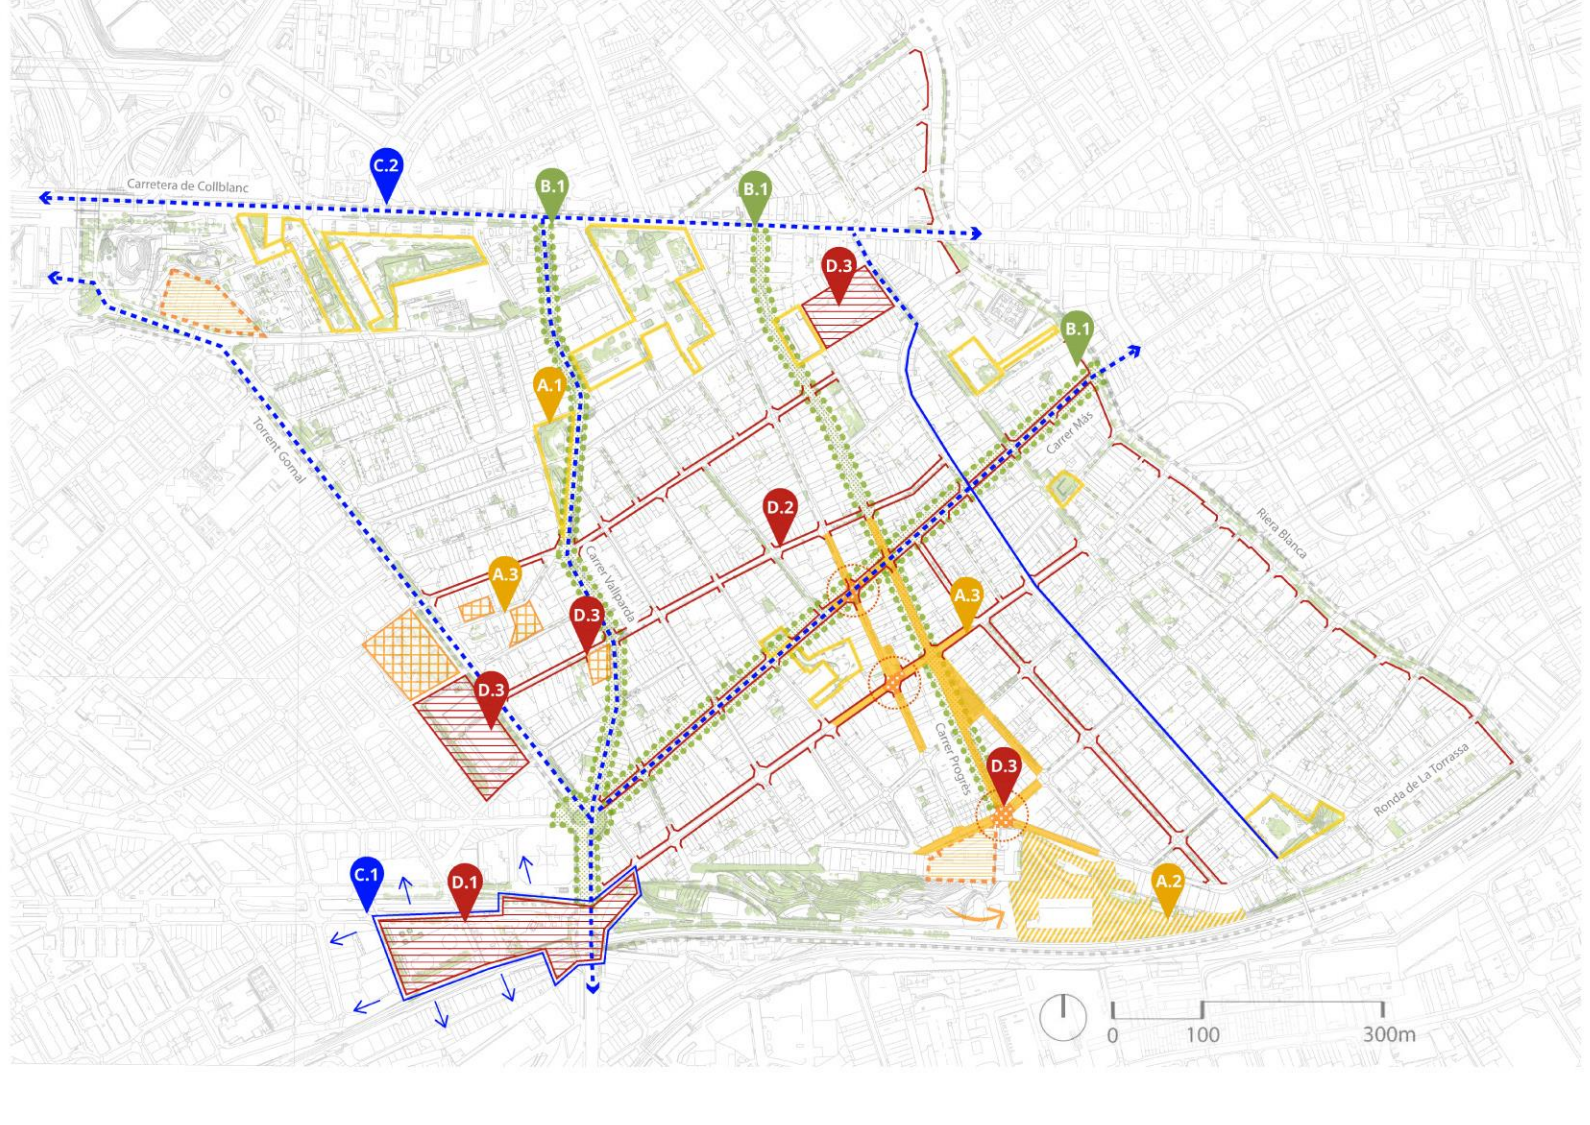 C.2
Carretera de Collblanc
B.1
B.1
D.3
B.1
A.1
Carrer Màs
Torrent Gornal
D.2
Riera Blanca
Carrer Vallparda
A.3
A.3
D.3
D.3
Carrer Progrés
D.3
Ronda de La Torrassa
C.1
D.1
A.2
0 100 300m